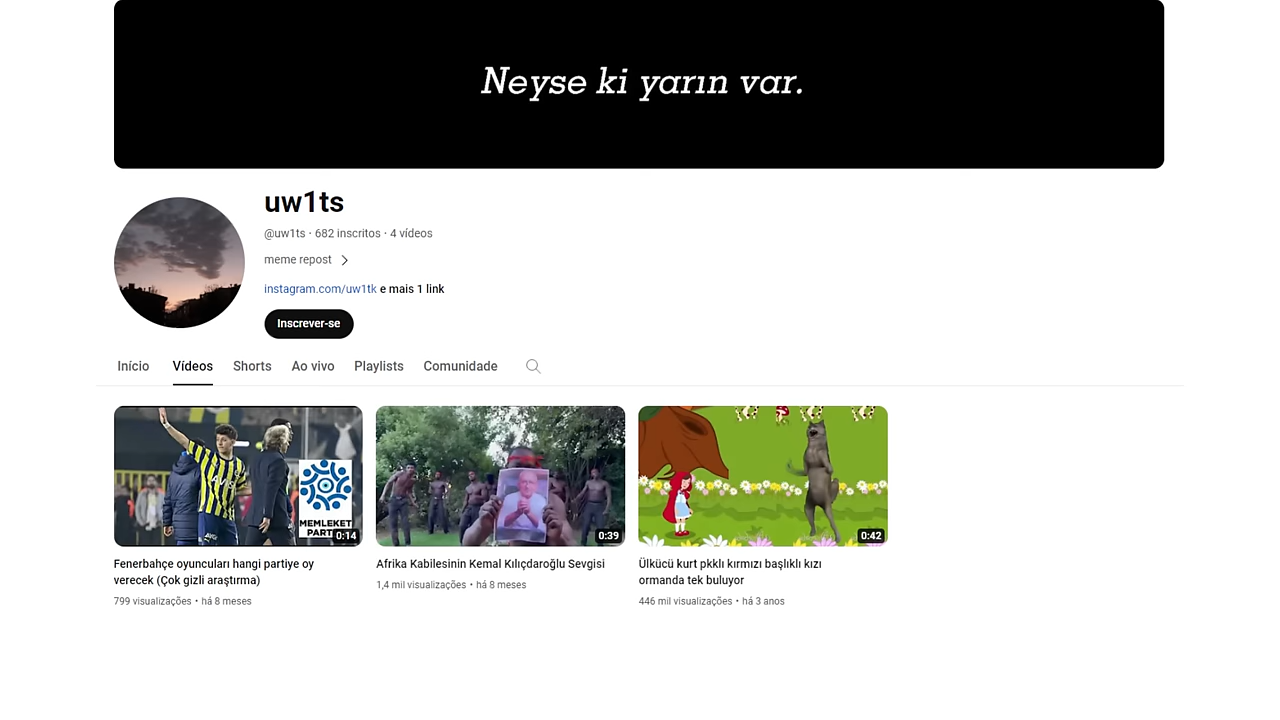 Neyse ki yarın var.
uw1ts
@uw1ts · 682 inscritos · 4 vídeos
meme repost
instagram.com/uw1tk e mais 1 link
Inscrever-se
Início Vídeos Shorts Ao vivo Playlists Comunidade
MEMLEKET
PART
0:14
0:39
0:42
Fenerbahçe oyuncuları hangi partiye oy
verecek (Çok gizli araştırma)
799 visualizações • há 8 meses
Afrika Kabilesinin Kemal Kılıçdaroğlu Sevgisi
1,4 mil visualizações • há 8 meses
Ülkücü kurt pkklı kırmızı başlıklı kızı
ormanda tek buluyor
446 mil visualizações • há 3 anos